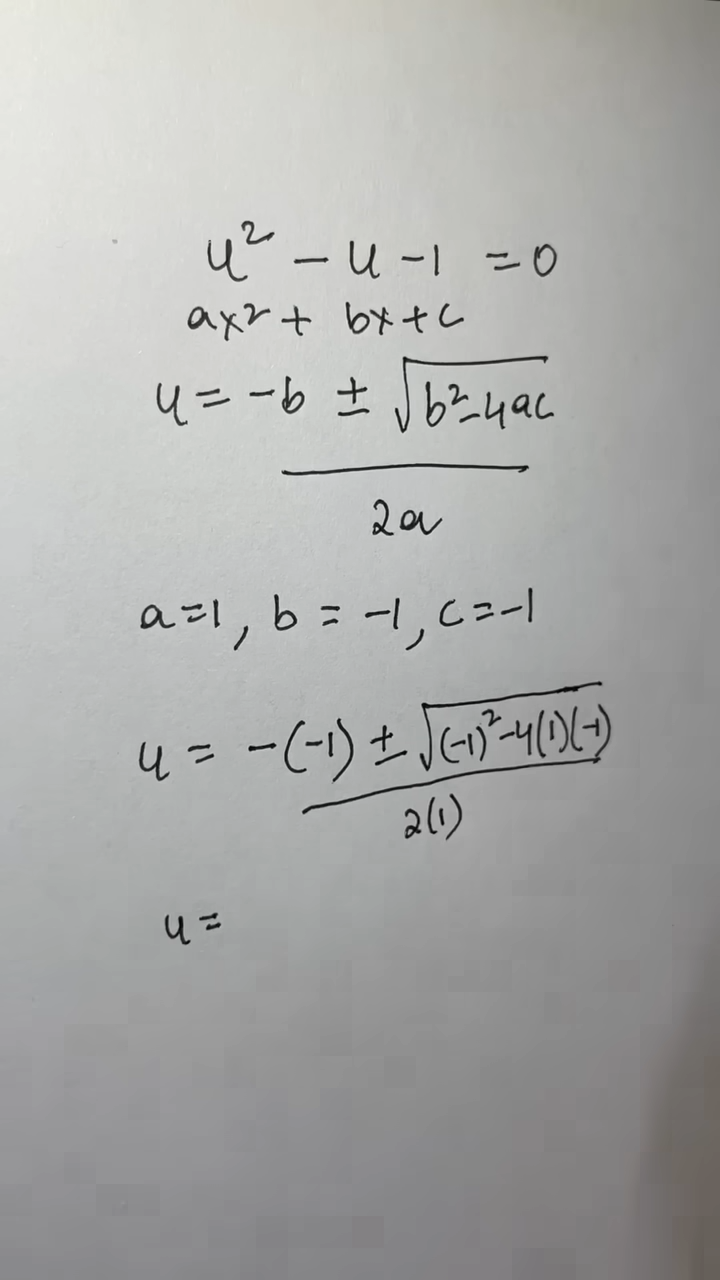 u² - u - 1 = 0
ax² + bx + c
u = -b ± √b² - 4ac
2a
a = 1, b = -1, c = -1
u = -(-1) ± √(-1)² - 4(1)(-1)
2(1)
u =